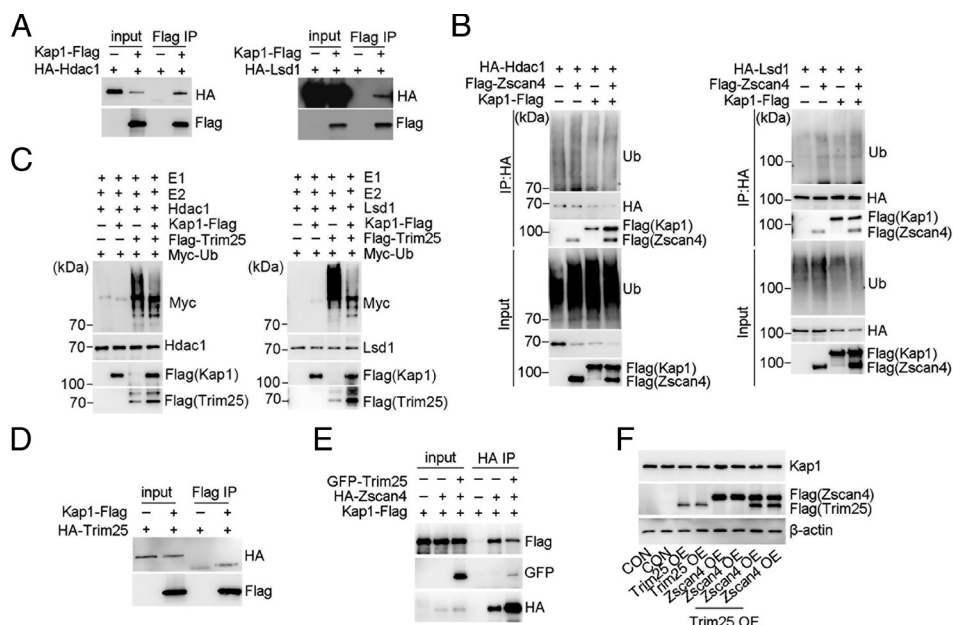 A
input Flag IP
Kap1-Flag – + – +
HA-Hdac1 + + + +
HA
Flag
input Flag IP
Kap1-Flag – + – +
HA-Lsd1 + + + +
HA
Flag
B
HA-Hdac1 + + + +
Flag-Zscan4 – + – +
Kap1-Flag – – + +
(kDa)
IP:HA
Ub
70
70
HA
100
Flag(Kap1)
Flag(Zscan4)
Input
Ub
70
70
HA
100
Flag(Kap1)
Flag(Zscan4)
HA-Lsd1 + + + +
Flag-Zscan4 – + – +
Kap1-Flag – – + +
(kDa)
IP:HA
100
Ub
100
HA
100
Flag(Kap1)
Flag(Zscan4)
Input
100
Ub
100
HA
100
Flag(Kap1)
Flag(Zscan4)
C
+ + + + E1
+ + + + E2
+ + + + Hdac1
– + – + Kap1-Flag
– – + + Flag-Trim25
+ + + + Myc-Ub
(kDa)
Myc
70
70
Hdac1
100
Flag(Kap1)
70
Flag(Trim25)
+ + + + E1
+ + + + E2
+ + + + Lsd1
– + – + Kap1-Flag
– – + + Flag-Trim25
+ + + + Myc-Ub
(kDa)
Myc
70
70
Lsd1
100
Flag(Kap1)
70
Flag(Trim25)
D
input Flag IP
Kap1-Flag – + – +
HA-Trim25 + + + +
HA
Flag
E
input HA IP
GFP-Trim25 – – + – – +
HA-Zscan4 – + + – + +
Kap1-Flag + + + + + +
Flag
GFP
HA
F
Kap1
Flag(Zscan4)
Flag(Trim25)
β-actin
CON
CON
Trim25 OE
Trim25 OE
Zscan4 OE
Zscan4 OE
Zscan4 OE
Zscan4 OE
Trim25 OE